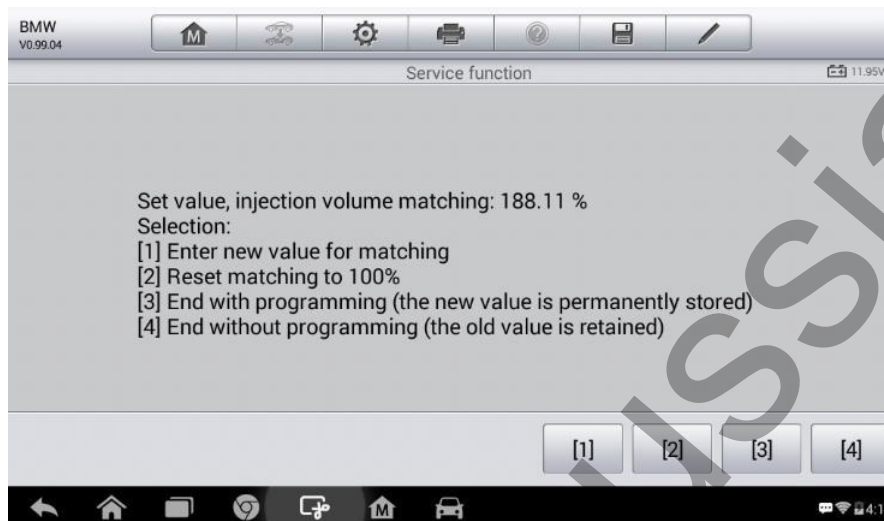 BMW
V0.99.04
M
Service function
11.95V
Set value, injection volume matching: 188.11 %
Selection:
[1] Enter new value for matching
[2] Reset matching to 100%
[3] End with programming (the new value is permanently stored)
[4] End without programming (the old value is retained)
[1] [2] [3] [4]
M